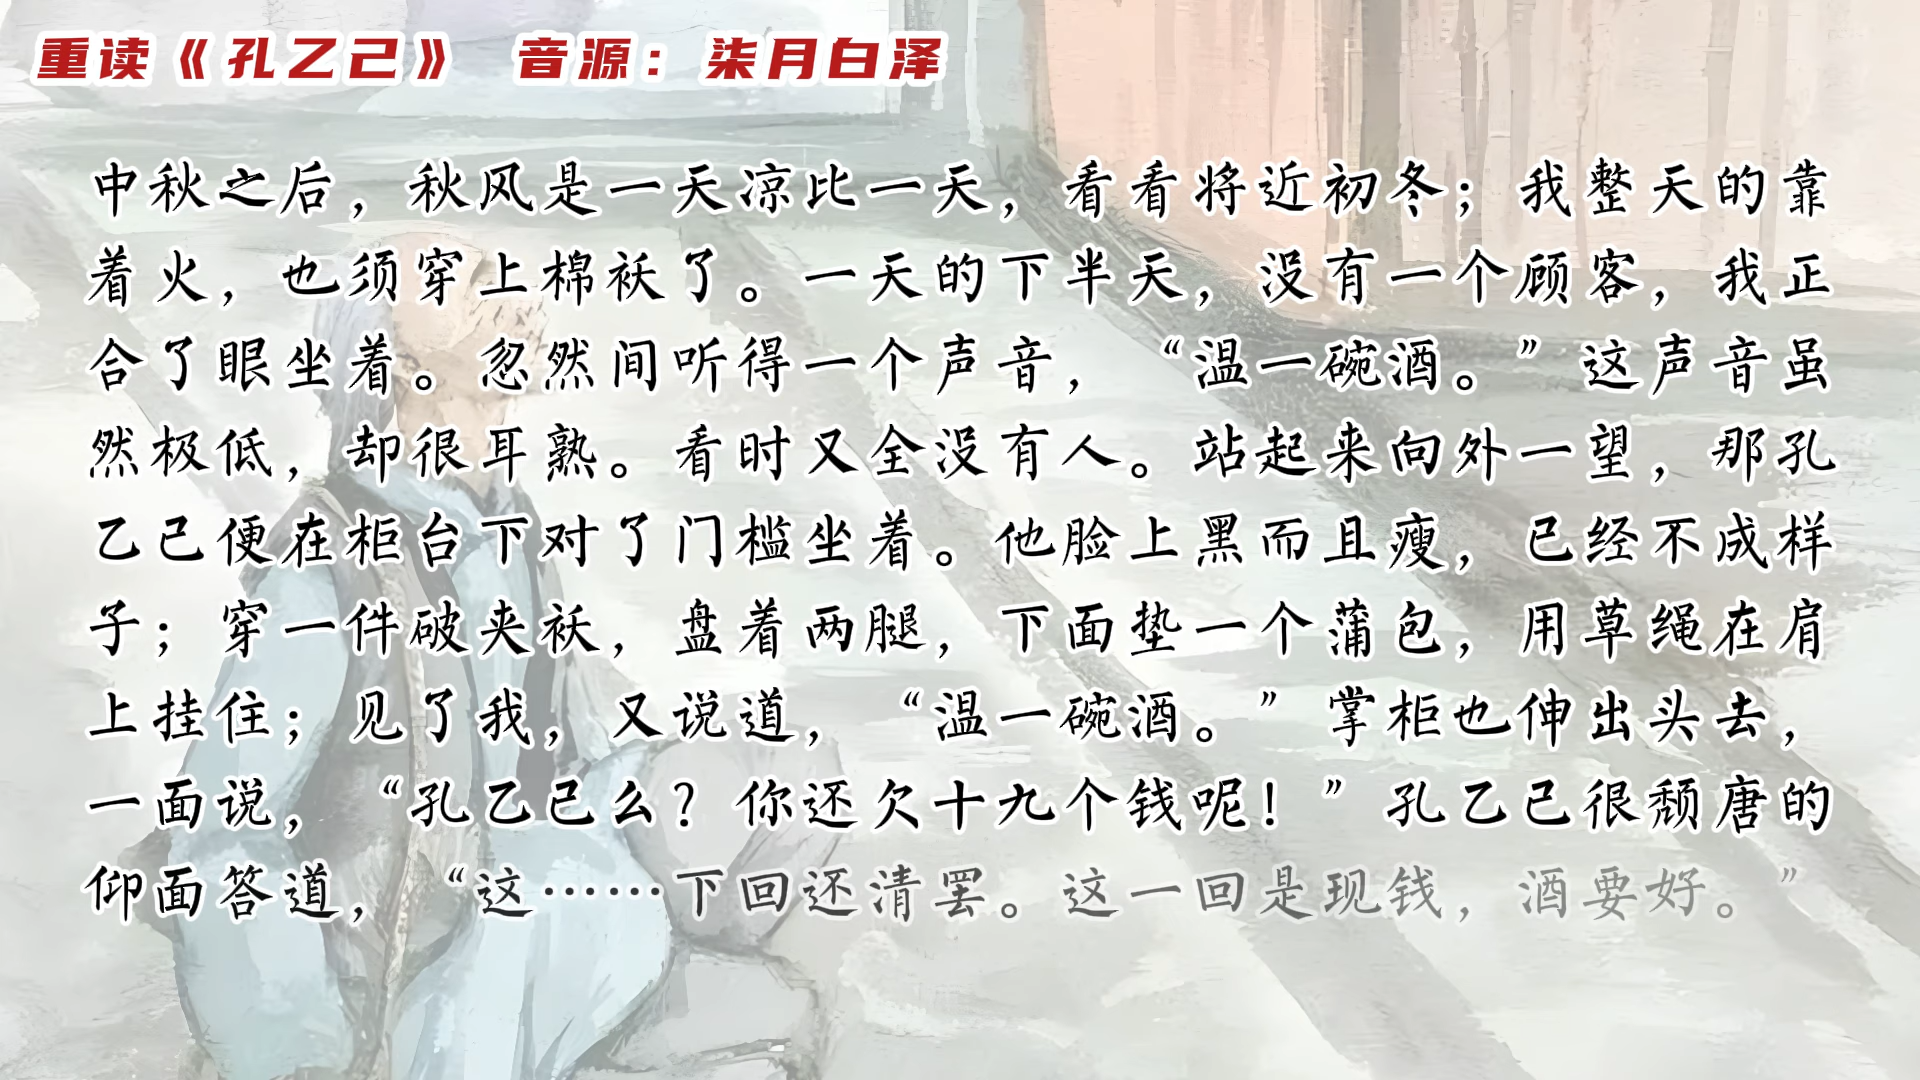 重读《孔乙己》 音源：柒月白泽
中秋之后，秋风是一天凉比一天，看看将近初冬；我整天的靠
着火，也须穿上棉袄了。一天的下半天，没有一个顾客，我正
合了眼坐着。忽然间听得一个声音，“温一碗酒。”这声音虽
然极低，却很耳熟。看时又全没有人。站起来向外一望，那孔
乙己便在柜台下对了门槛坐着。他脸上黑而且瘦，已经不成样
子；穿一件破夹袄，盘着两腿，下面垫一个蒲包，用草绳在肩
上挂住；见了我，又说道，“温一碗酒。”掌柜也伸出头去，
一面说，“孔乙己么？你还欠十九个钱呢！”孔乙己很颓唐的
仰面答道，“这……下回还清罢。这一回是现钱，酒要好。”